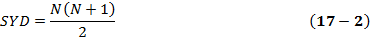 SYD = N(N + 1) / 2 (17 − 2)